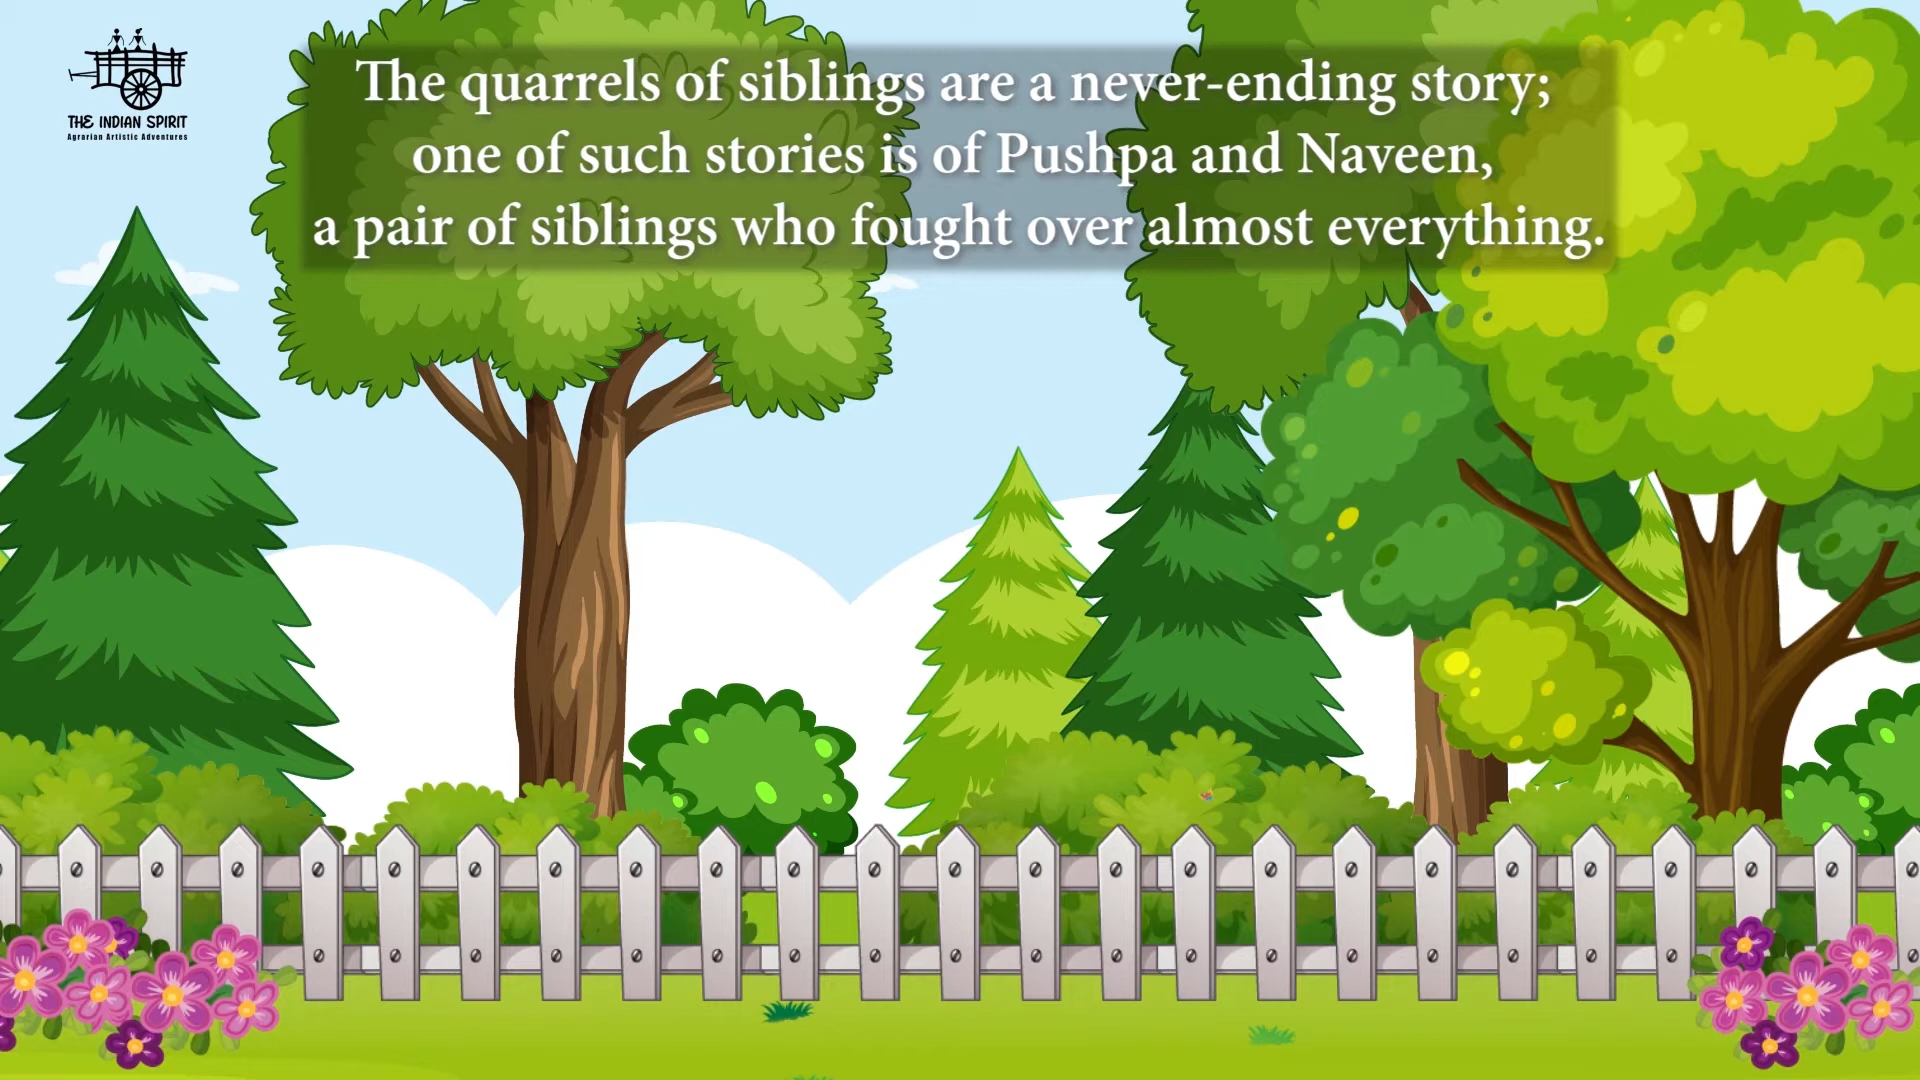 THE INDIAN SPIRIT
Agrarian Artistic Adventures
The quarrels of siblings are a never-ending story;
one of such stories is of Pushpa and Naveen,
a pair of siblings who fought over almost everything.